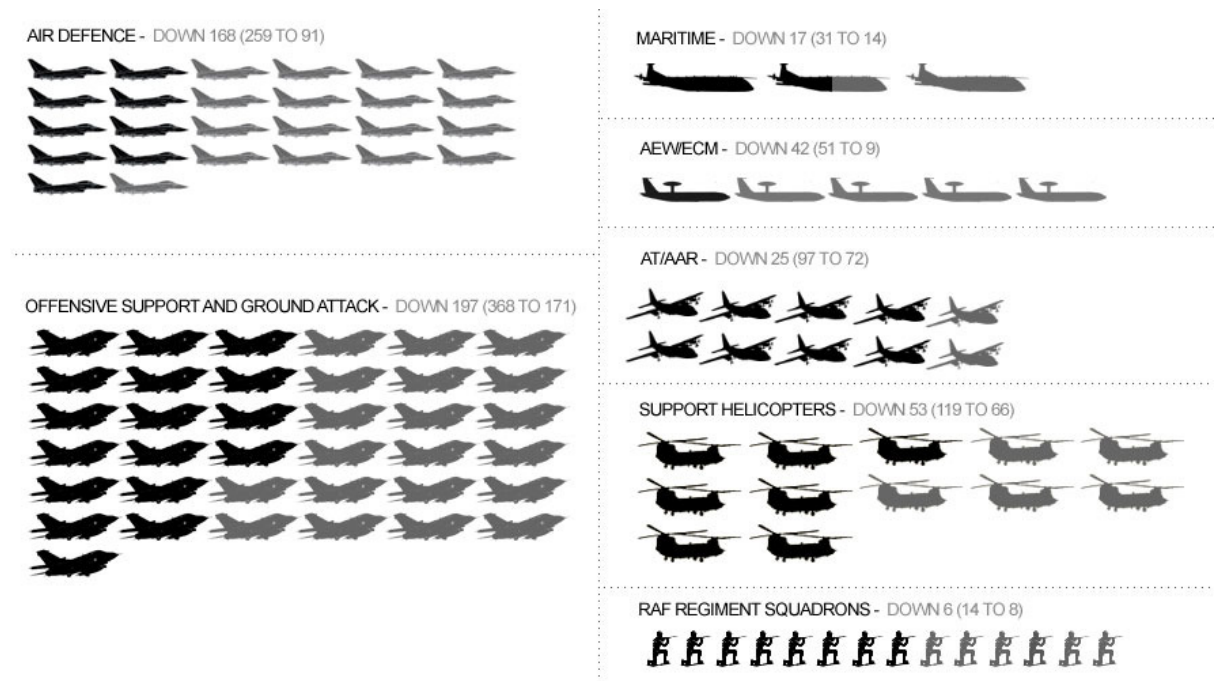 AIR DEFENCE - DOWN 168 (259 TO 91)
OFFENSIVE SUPPORT AND GROUND ATTACK - DOWN 197 (368 TO 171)
MARITIME - DOWN 17 (31 TO 14)
AEW/ECM - DOWN 42 (51 TO 9)
AT/AAR - DOWN 25 (97 TO 72)
SUPPORT HELICOPTERS - DOWN 53 (119 TO 66)
RAF REGIMENT SQUADRONS - DOWN 6 (14 TO 8)